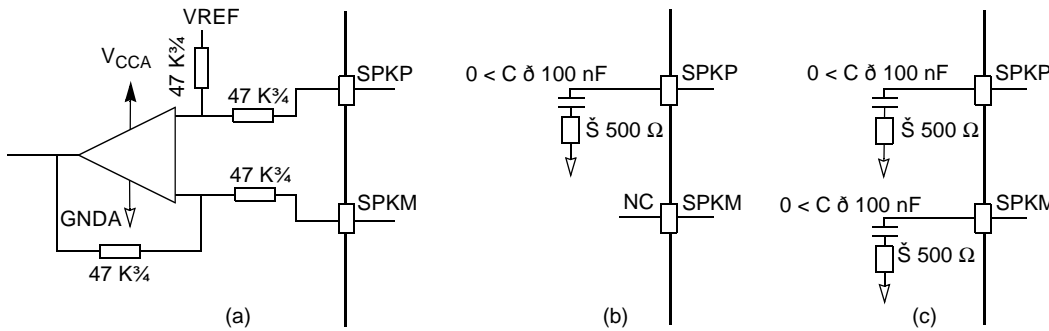 VREF
VCCA
47 K¾
47 K¾
SPKP
47 K¾
SPKM
GNDA
47 K¾
(a)
0 < C ð 100 nF
SPKP
Š 500 Ω
NC
SPKM
(b)
0 < C ð 100 nF
SPKP
Š 500 Ω
0 < C ð 100 nF
SPKM
Š 500 Ω
(c)